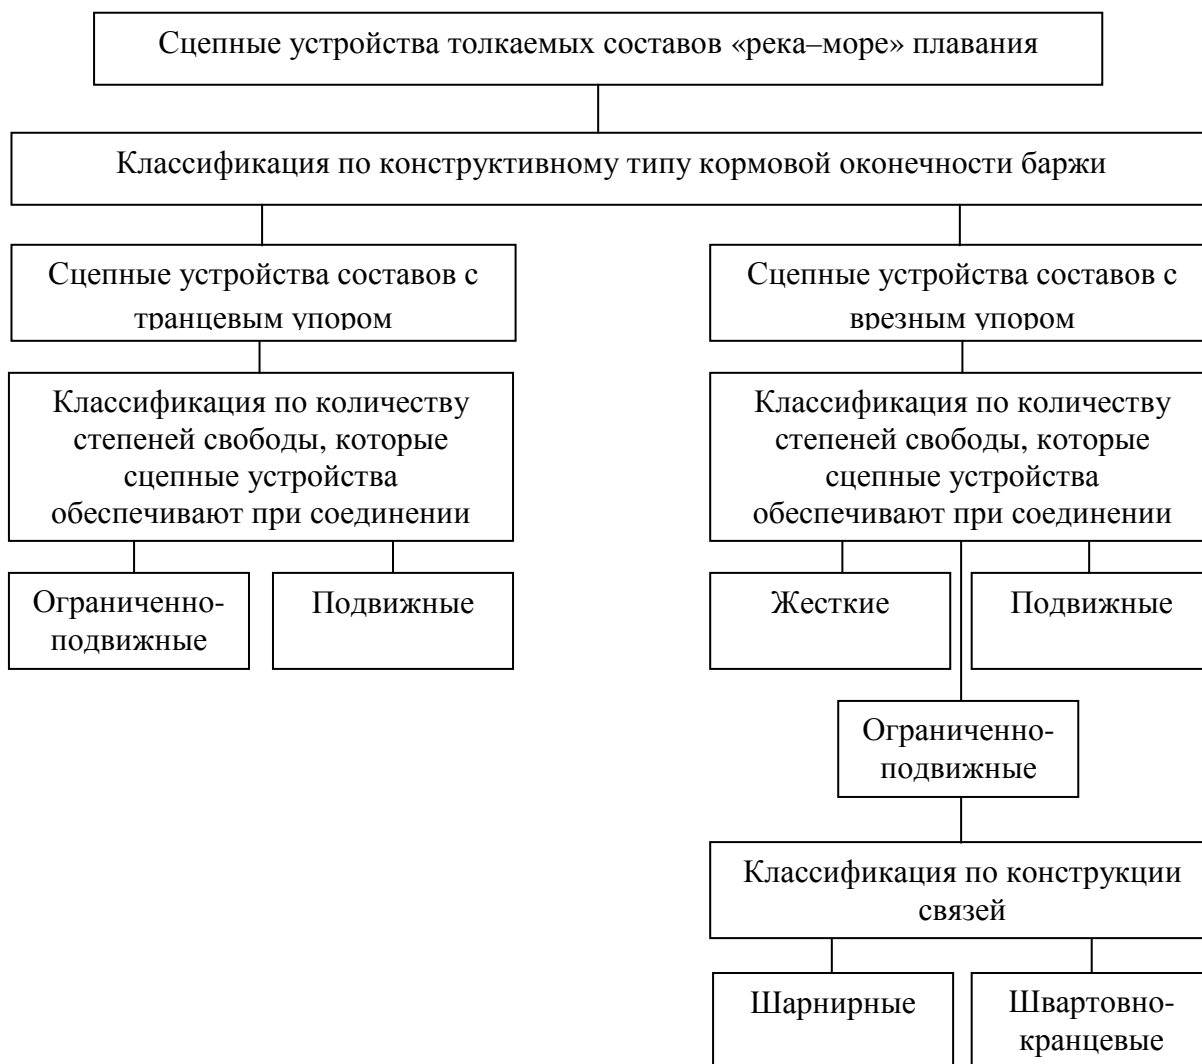 Сцепные устройства толкаемых составов «река–море» плавания
Классификация по конструктивному типу кормовой оконечности баржи
Сцепные устройства составов с
транцевым упором
Сцепные устройства составов с
врезным упором
Классификация по количеству
степеней свободы, которые
сцепные устройства
обеспечивают при соединении
Классификация по количеству
степеней свободы, которые
сцепные устройства
обеспечивают при соединении
Ограниченно-
подвижные
Подвижные
Жесткие
Подвижные
Ограниченно-
подвижные
Классификация по конструкции
связей
Шарнирные
Швартовно-
кранцевые